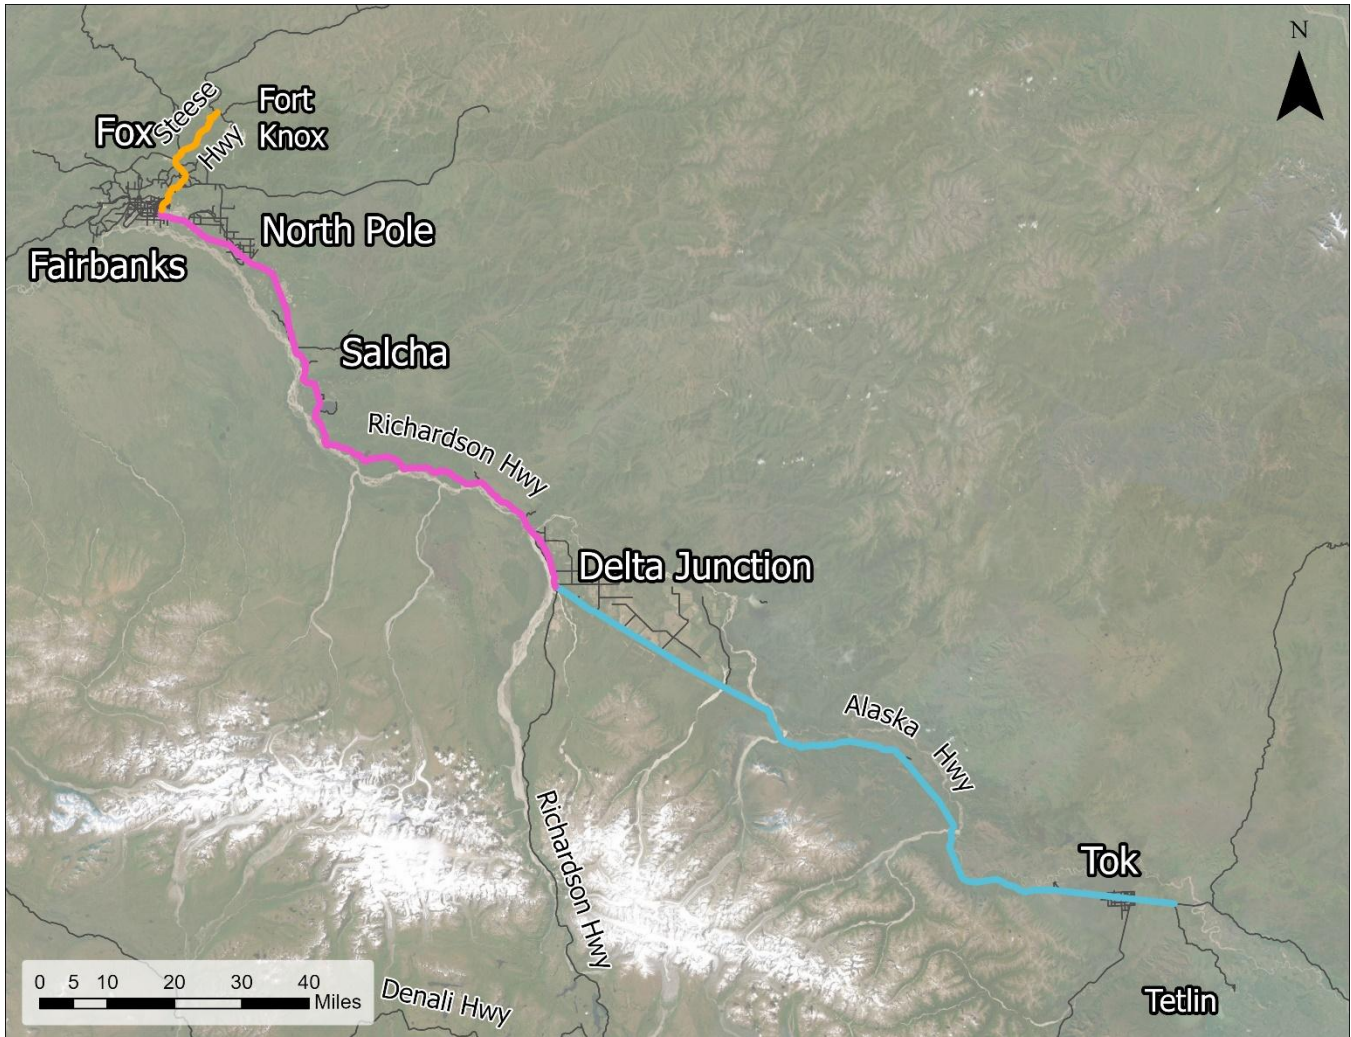 N
Fort
Knox
Steese
Hwy
Fox
North Pole
Fairbanks
Salcha
Richardson Hwy
Delta Junction
Alaska
Hwy
Richardson Hwy
Tok
Tetlin
Denali Hwy
0 5 10 20 30 40
Miles